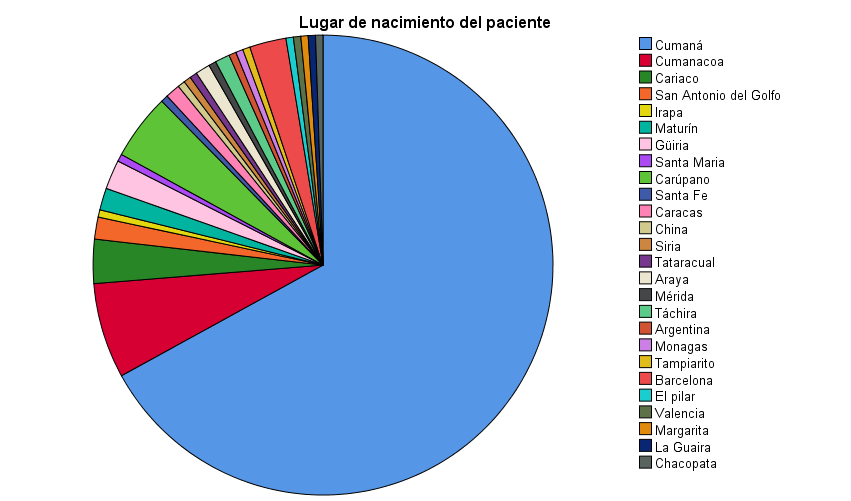 Lugar de nacimiento del paciente
Cumaná
Cumanacoa
Cariaco
San Antonio del Golfo
Irapa
Maturín
Güiria
Santa Maria
Carúpano
Santa Fe
Caracas
China
Siria
Tataracual
Araya
Mérida
Táchira
Argentina
Monagas
Tampiarito
Barcelona
El pilar
Valencia
Margarita
La Guaira
Chacopata